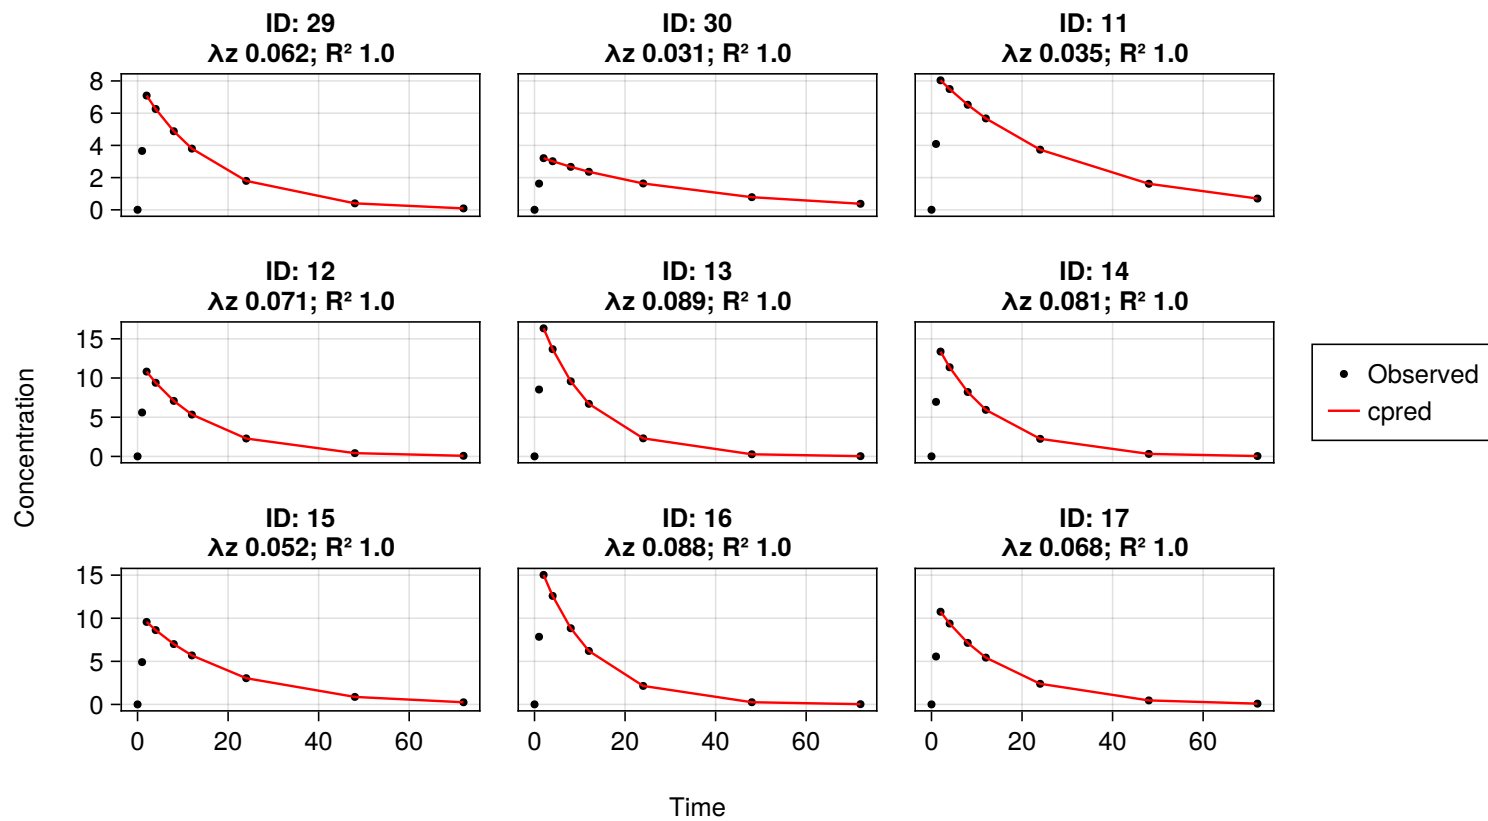 ID: 29
λz 0.062; R² 1.0
ID: 30
λz 0.031; R² 1.0
ID: 11
λz 0.035; R² 1.0
8
6
4
2
0
ID: 12
λz 0.071; R² 1.0
ID: 13
λz 0.089; R² 1.0
ID: 14
λz 0.081; R² 1.0
15
10
5
0
Concentration
Observed
cpred
ID: 15
λz 0.052; R² 1.0
ID: 16
λz 0.088; R² 1.0
ID: 17
λz 0.068; R² 1.0
15
10
5
0
0 20 40 60
0 20 40 60
0 20 40 60
Time